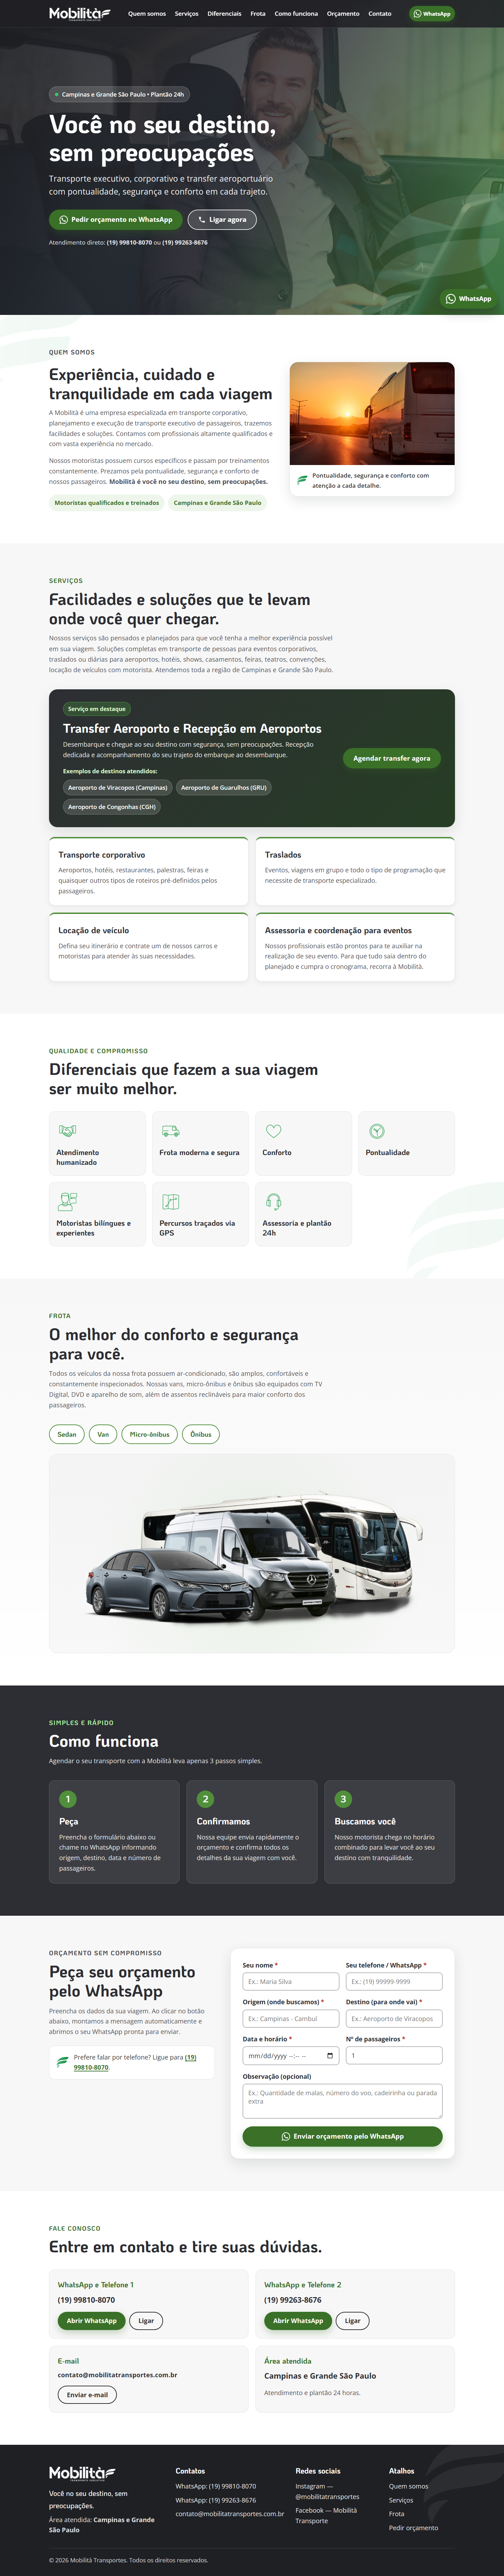 Mobilità
TRANSPORTE EXECUTIVO
Quem somos
Serviços
Diferenciais
Frota
Como funciona
Orçamento
Contato
WhatsApp
Campinas e Grande São Paulo • Plantão 24h
Você no seu destino,
sem preocupações
Transporte executivo, corporativo e transfer aeroportuário
com pontualidade, segurança e conforto em cada trajeto.
Pedir orçamento no WhatsApp
Ligar agora
Atendimento direto: (19) 99810-8070 ou (19) 99263-8676
WhatsApp
QUEM SOMOS
Experiência, cuidado e
tranquilidade em cada viagem
A Mobilità é uma empresa especializada em transporte corporativo,
planejamento e execução de transporte executivo de passageiros, trazemos
facilidades e soluções. Contamos com profissionais altamente qualificados e
com vasta experiência no mercado.
Nossos motoristas possuem cursos específicos e passam por treinamentos
constantemente. Prezamos pela pontualidade, segurança e conforto de
nossos passageiros. Mobilità é você no seu destino, sem preocupações.
Motoristas qualificados e treinados
Campinas e Grande São Paulo
Pontualidade, segurança e conforto com
atenção a cada detalhe.
SERVIÇOS
Facilidades e soluções que te levam
onde você quer chegar.
Nossos serviços são pensados e planejados para que você tenha a melhor experiência possível
em sua viagem. Soluções completas em transporte de pessoas para eventos corporativos,
traslados ou diárias para aeroportos, hotéis, shows, casamentos, feiras, teatros, convenções,
locação de veículos com motorista. Atendemos toda a região de Campinas e Grande São Paulo.
Serviço em destaque
Transfer Aeroporto e Recepção em Aeroportos
Desembarque e chegue ao seu destino com segurança, sem preocupações. Recepção
dedicada e acompanhamento do seu trajeto do embarque ao desembarque.
Exemplos de destinos atendidos:
Aeroporto de Viracopos (Campinas)
Aeroporto de Guarulhos (GRU)
Aeroporto de Congonhas (CGH)
Agendar transfer agora
Transporte corporativo
Aeroportos, hotéis, restaurantes, palestras, feiras e
quaisquer outros tipos de roteiros pré-definidos pelos
passageiros.
Traslados
Eventos, viagens em grupo e todo o tipo de programação que
necessite de transporte especializado.
Locação de veículo
Defina seu itinerário e contrate um de nossos carros e
motoristas para atender às suas necessidades.
Assessoria e coordenação para eventos
Nossos profissionais estão prontos para te auxiliar na
realização de seu evento. Para que tudo saia dentro do
planejado e cumpra o cronograma, recorra à Mobilità.
QUALIDADE E COMPROMISSO
Diferenciais que fazem a sua viagem
ser muito melhor.
Atendimento
humanizado
Frota moderna e segura
Conforto
Pontualidade
Motoristas bilíngues e
experientes
Percursos traçados via
GPS
Assessoria e plantão
24h
FROTA
O melhor do conforto e segurança
para você.
Todos os veículos da nossa frota possuem ar-condicionado, são amplos, confortáveis e
constantemente inspecionados. Nossas vans, micro-ônibus e ônibus são equipados com TV
Digital, DVD e aparelho de som, além de assentos reclináveis para maior conforto dos
passageiros.
Sedan
Van
Micro-ônibus
Ônibus
SIMPLES E RÁPIDO
Como funciona
Agendar o seu transporte com a Mobilità leva apenas 3 passos simples.
1
Peça
Preencha o formulário abaixo ou
chame no WhatsApp informando
origem, destino, data e número de
passageiros.
2
Confirmamos
Nossa equipe envia rapidamente o
orçamento e confirma todos os
detalhes da sua viagem com você.
3
Buscamos você
Nosso motorista chega no horário
combinado para levar você ao seu
destino com tranquilidade.
ORÇAMENTO SEM COMPROMISSO
Peça seu orçamento
pelo WhatsApp
Preencha os dados da sua viagem. Ao clicar no botão
abaixo, montamos a mensagem automaticamente e
abrimos o seu WhatsApp pronta para enviar.
Prefere falar por telefone? Ligue para (19)
99810-8070.
Seu nome *
Ex.: Maria Silva
Seu telefone / WhatsApp *
Ex.: (19) 99999-9999
Origem (onde buscamos) *
Ex.: Campinas - Cambuí
Destino (para onde vai) *
Ex.: Aeroporto de Viracopos
Data e horário *
mm/dd/yyyy --:-- --
Nº de passageiros *
1
Observação (opcional)
Ex.: Quantidade de malas, número do voo, cadeirinha ou parada
extra
Enviar orçamento pelo WhatsApp
FALE CONOSCO
Entre em contato e tire suas dúvidas.
WhatsApp e Telefone 1
(19) 99810-8070
Abrir WhatsApp
Ligar
WhatsApp e Telefone 2
(19) 99263-8676
Abrir WhatsApp
Ligar
E-mail
contato@mobilitatransportes.com.br
Enviar e-mail
Área atendida
Campinas e Grande São Paulo
Atendimento e plantão 24 horas.
Mobilità
Você no seu destino, sem
preocupações.
Área atendida: Campinas e Grande
São Paulo
Contatos
WhatsApp: (19) 99810-8070
WhatsApp: (19) 99263-8676
contato@mobilitatransportes.com.br
Redes sociais
Instagram —
@mobilitatransportes
Facebook — Mobilità
Transporte
Atalhos
Quem somos
Serviços
Frota
Pedir orçamento
© 2026 Mobilità Transportes. Todos os direitos reservados.